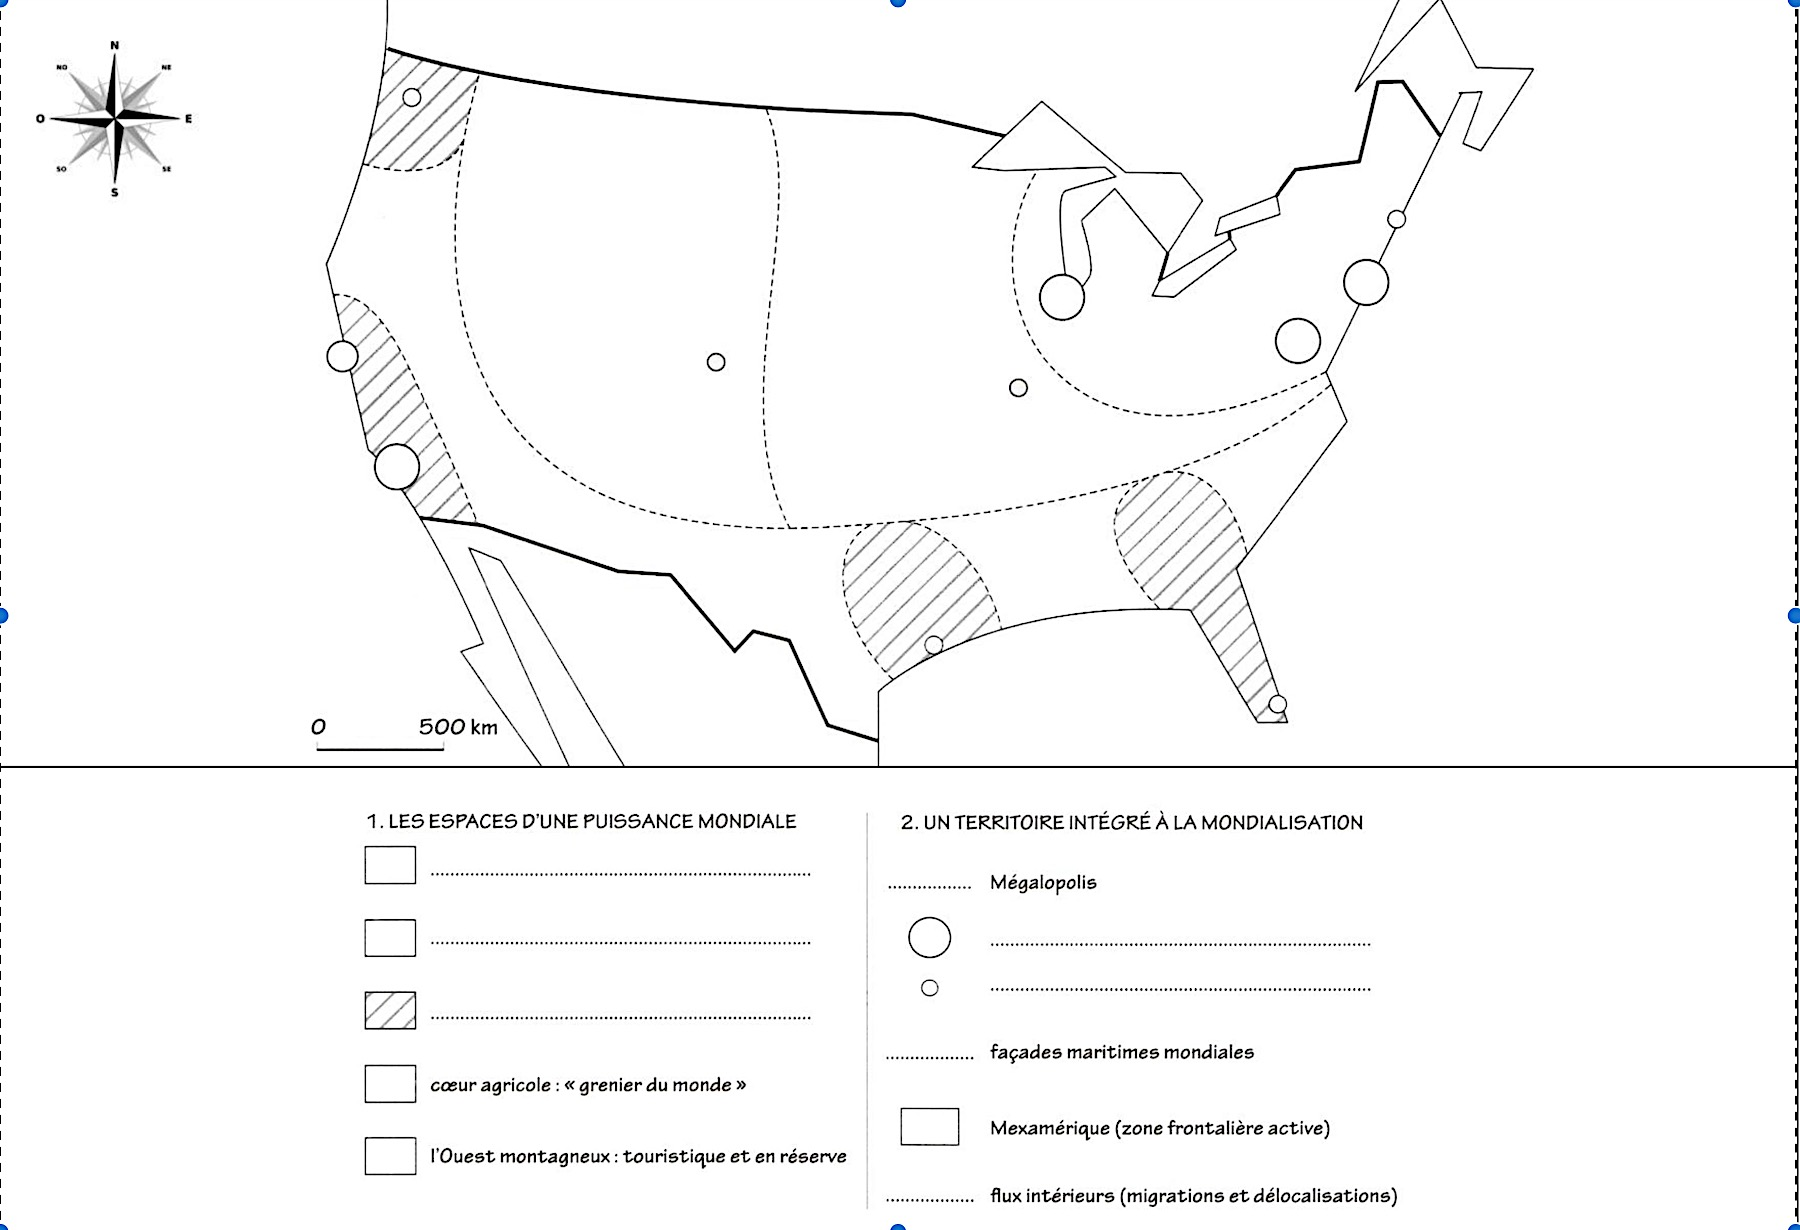 N
NO
NE
O
E
SO
SE
S
0 500 km
1. LES ESPACES D'UNE PUISSANCE MONDIALE
cœur agricole : « grenier du monde »
l'Ouest montagneux : touristique et en réserve
2. UN TERRITOIRE INTÉGRÉ À LA MONDIALISATION
Mégalopolis
façades maritimes mondiales
Mexamérique (zone frontalière active)
flux intérieurs (migrations et délocalisations)